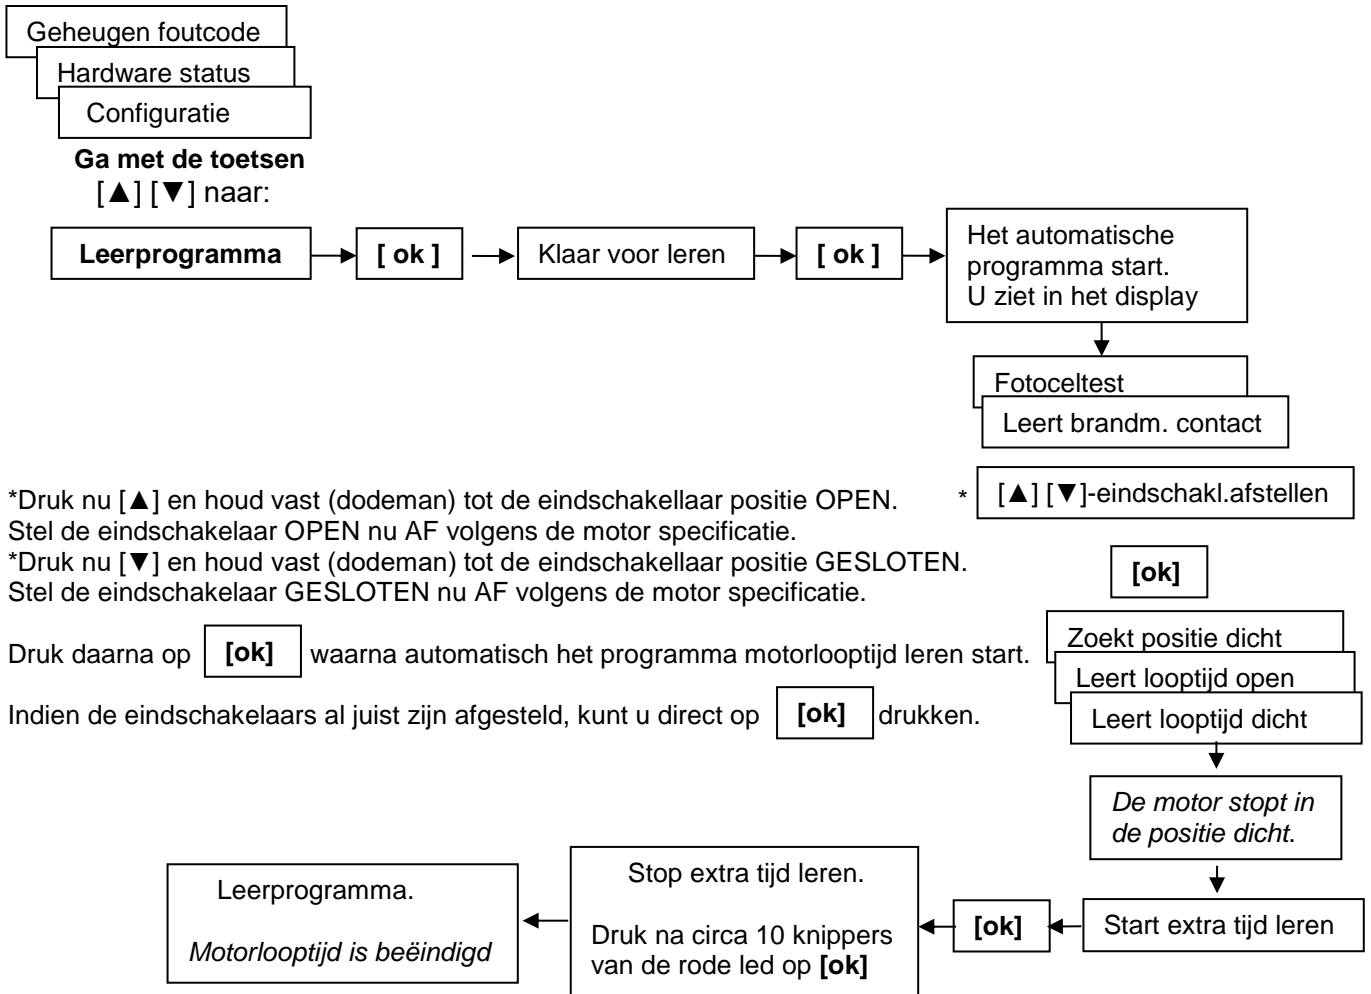 Geheugen foutcode
Hardware status
Configuratie
Ga met de toetsen
[▲] [▼] naar:
Leerprogramma
[ ok ]
Klaar voor leren
[ ok ]
Het automatische
programma start.
U ziet in het display
Fotoceltest
Leert brandm. contact
* [▲] [▼]-eindschakl.afstellen
*Druk nu [▲] en houd vast (dodeman) tot de eindschakellaar positie OPEN.
Stel de eindschakelaar OPEN nu AF volgens de motor specificatie.
*Druk nu [▼] en houd vast (dodeman) tot de eindschakellaar positie GESLOTEN.
Stel de eindschakelaar GESLOTEN nu AF volgens de motor specificatie.
[ok]
Druk daarna op [ok] waarna automatisch het programma motorlooptijd leren start.
Indien de eindschakelaars al juist zijn afgesteld, kunt u direct op [ok] drukken.
Zoekt positie dicht
Leert looptijd open
Leert looptijd dicht
De motor stopt in
de positie dicht.
Start extra tijd leren
[ok]
Stop extra tijd leren.
Druk na circa 10 knippers
van de rode led op [ok]
Leerprogramma.
Motorlooptijd is beëindigd